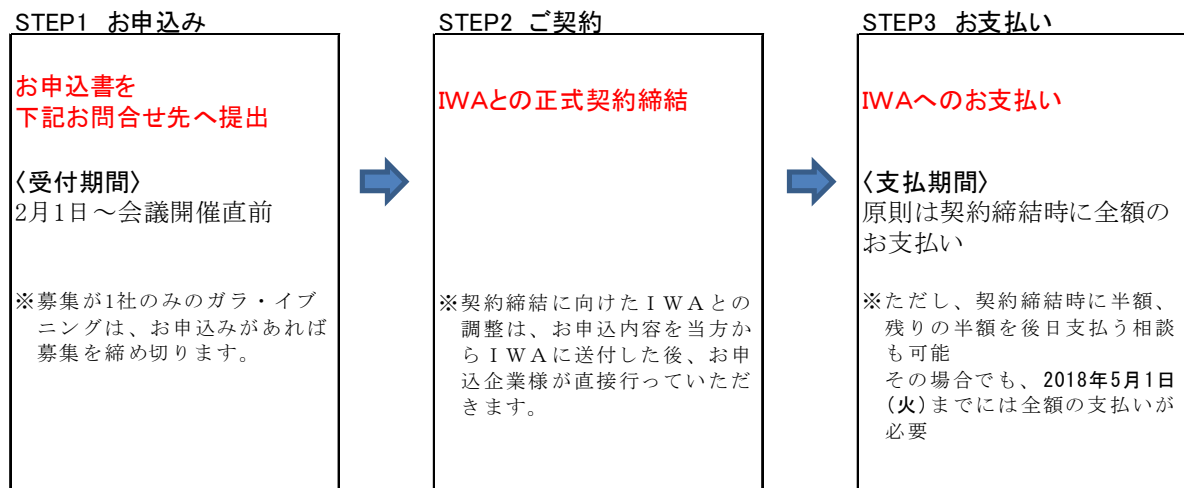 STEP1 お申込み
お申込書を
下記お問合せ先へ提出
〈受付期間〉
2月1日～会議開催直前
※募集が1社のみのガラ・イブ
ニングは、お申込みがあれば
募集を締め切ります。
STEP2 ご契約
IWAとの正式契約締結
※契約締結に向けたＩＷＡとの
調整は、お申込内容を当方か
らＩＷＡに送付した後、お申
込企業様が直接行っていただ
きます。
STEP3 お支払い
IWAへのお支払い
〈支払期間〉
原則は契約締結時に全額の
お支払い
※ただし、契約締結時に半額、
残りの半額を後日支払う相談
も可能
その場合でも、2018年5月1日
(火)までには全額の支払いが
必要